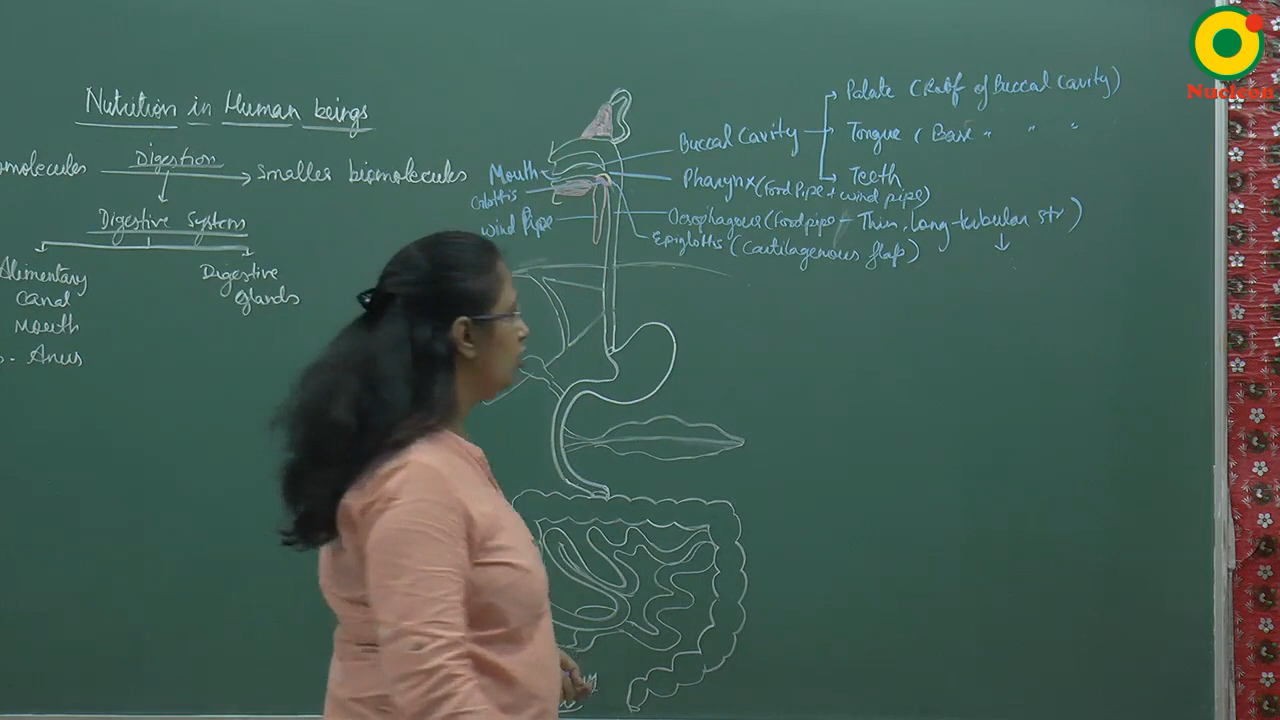 Nucleon
Nutrition in Human beings
omolecules Digestion Smaller biomolecules
Digestive System
Alimentary
Canal
Mouth
Anus
Digestive
glands
Mouth
Glottis
Wind Pipe
Buccal Cavity
Palate (Roof of Buccal Cavity)
Tongue (Base " " "
Teeth
Pharynx (Food Pipe + wind pipe)
Oesophagous (Food pipe - Thin, Long-tubular str)
Epiglottis (Cartilagenous flap)